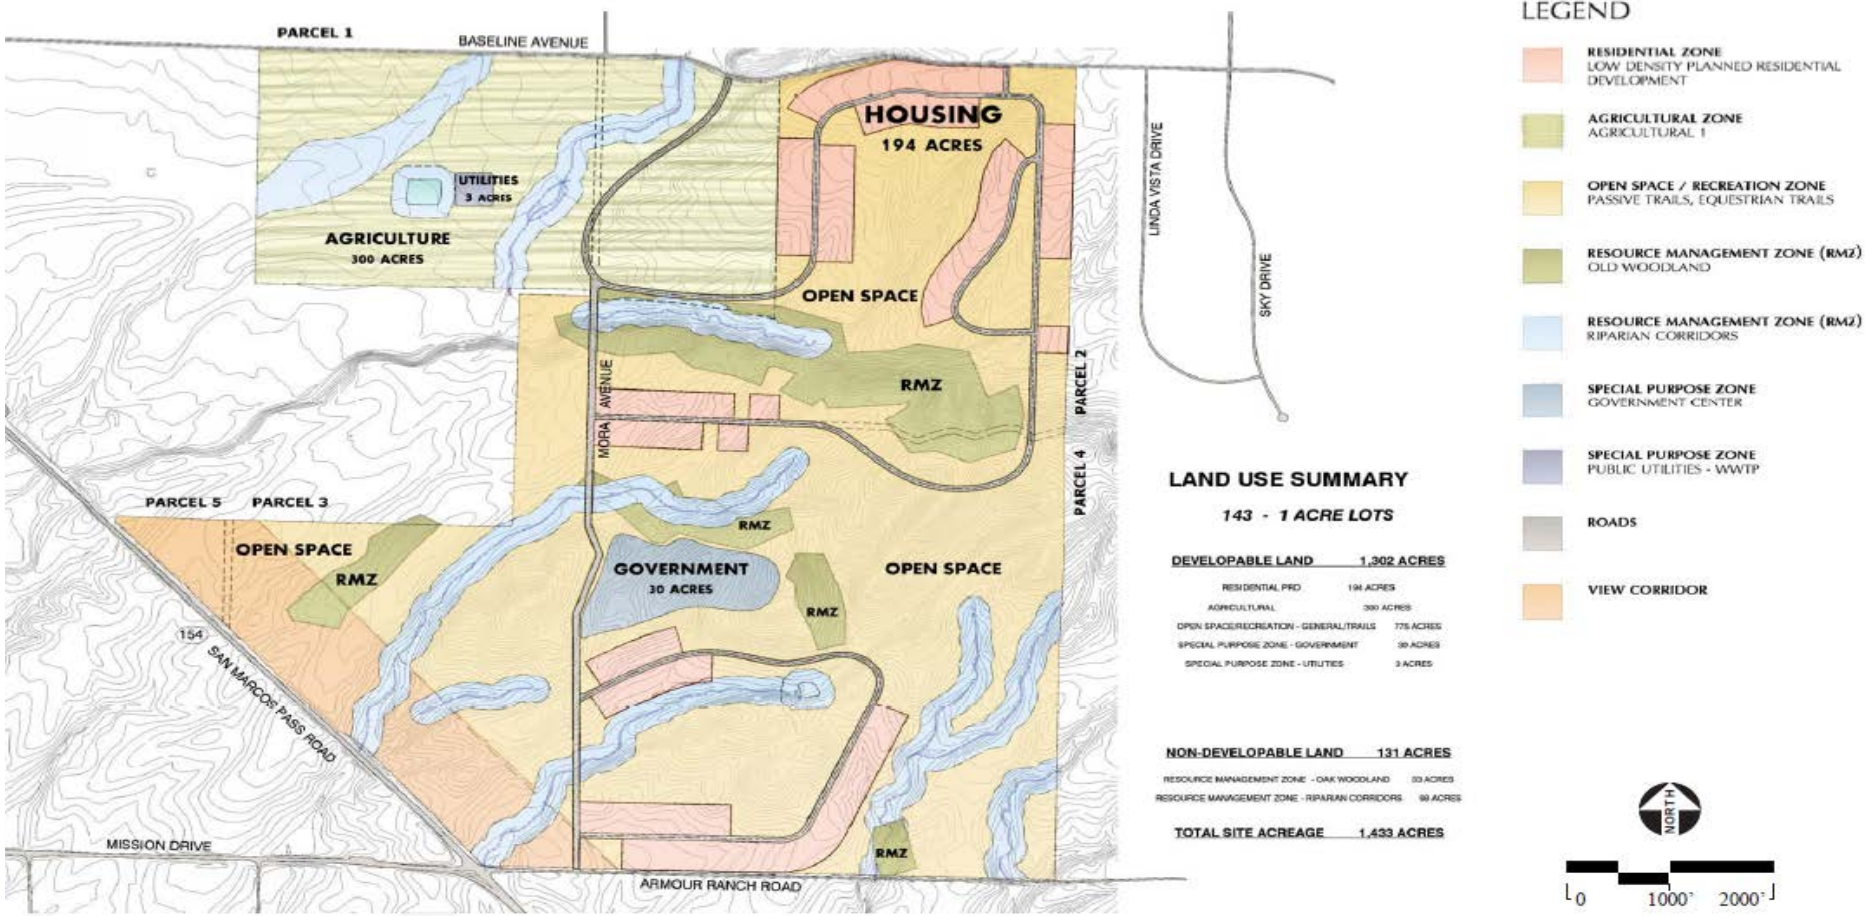 PARCEL 1
BASELINE AVENUE
HOUSING
194 ACRES
UTILITIES
3 ACRES
AGRICULTURE
300 ACRES
OPEN SPACE
LINDA VISTA DRIVE
SKY DRIVE
MORA AVENUE
RMZ
PARCEL 2
PARCEL 4
PARCEL 5
PARCEL 3
OPEN SPACE
RMZ
RMZ
GOVERNMENT
30 ACRES
OPEN SPACE
RMZ
154
SAN MARCOS PASS ROAD
MISSION DRIVE
RMZ
ARMOUR RANCH ROAD
LAND USE SUMMARY
143 - 1 ACRE LOTS
DEVELOPABLE LAND 1,302 ACRES
RESIDENTIAL PRD 194 ACRES
AGRICULTURAL 300 ACRES
OPEN SPACE/RECREATION - GENERAL/TRAILS 775 ACRES
SPECIAL PURPOSE ZONE - GOVERNMENT 30 ACRES
SPECIAL PURPOSE ZONE - UTILITIES 3 ACRES
NON-DEVELOPABLE LAND 131 ACRES
RESOURCE MANAGEMENT ZONE - OAK WOODLAND 33 ACRES
RESOURCE MANAGEMENT ZONE - RIPARIAN CORRIDORS 98 ACRES
TOTAL SITE ACREAGE 1,433 ACRES
LEGEND
RESIDENTIAL ZONE
LOW DENSITY PLANNED RESIDENTIAL
DEVELOPMENT
AGRICULTURAL ZONE
AGRICULTURAL 1
OPEN SPACE / RECREATION ZONE
PASSIVE TRAILS, EQUESTRIAN TRAILS
RESOURCE MANAGEMENT ZONE (RMZ)
OLD WOODLAND
RESOURCE MANAGEMENT ZONE (RMZ)
RIPARIAN CORRIDORS
SPECIAL PURPOSE ZONE
GOVERNMENT CENTER
SPECIAL PURPOSE ZONE
PUBLIC UTILITIES - WWTP
ROADS
VIEW CORRIDOR
NORTH
0 1000' 2000'